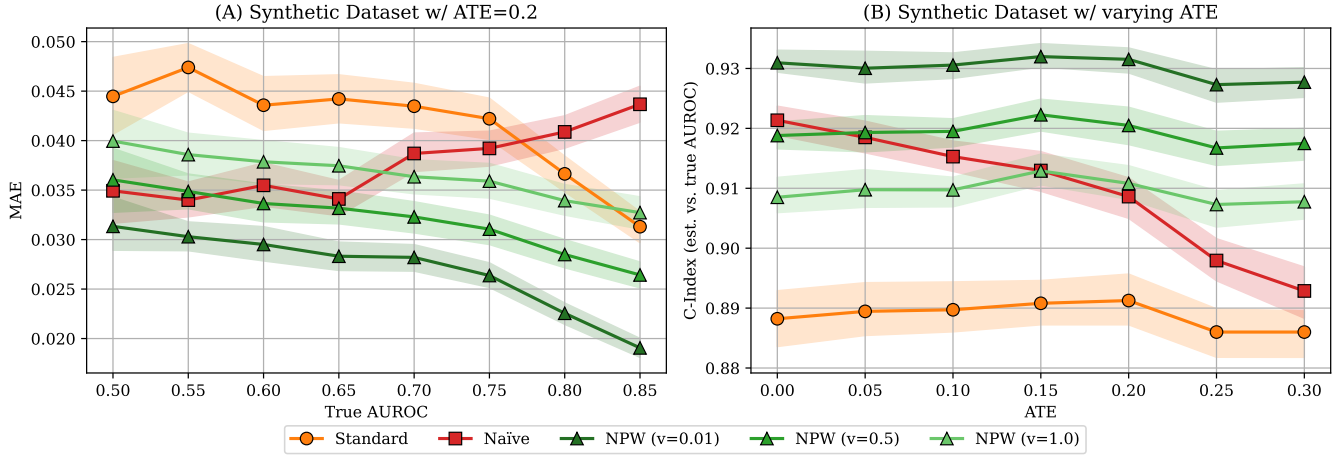 (A) Synthetic Dataset w/ ATE=0.2
0.050
0.045
0.040
0.035
0.030
0.025
0.020
MAE
0.50 0.55 0.60 0.65 0.70 0.75 0.80 0.85
True AUROC
(B) Synthetic Dataset w/ varying ATE
0.93
0.92
0.91
0.90
0.89
0.88
C-Index (est. vs. true AUROC)
0.00 0.05 0.10 0.15 0.20 0.25 0.30
ATE
Standard Naïve NPW (v=0.01) NPW (v=0.5) NPW (v=1.0)